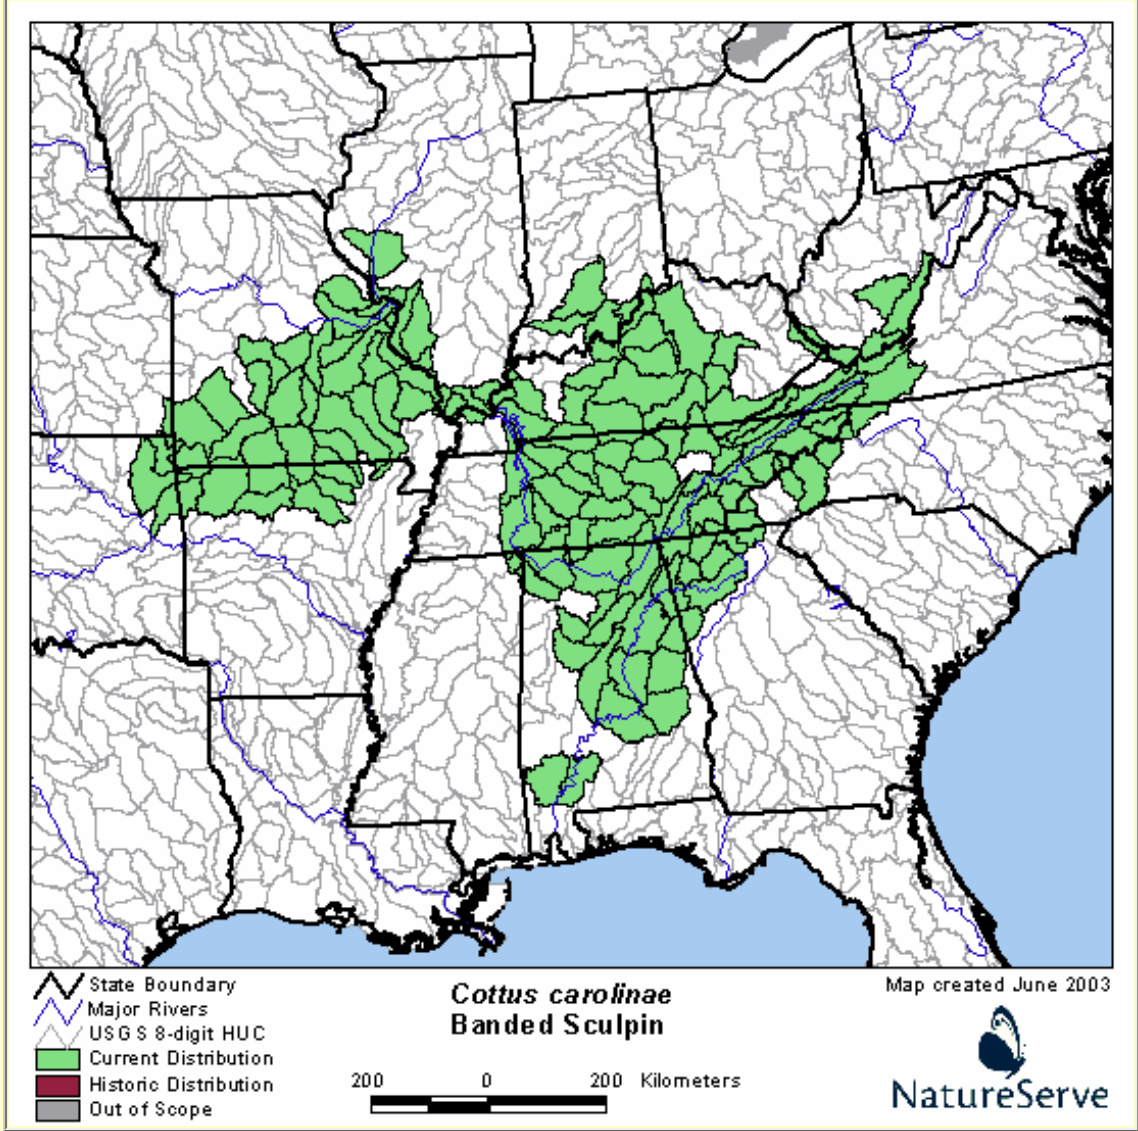 State Boundary
Major Rivers
USGS 8-digit HUC
Current Distribution
Historic Distribution
Out of Scope
Cottus carolinae
Banded Sculpin
200 0 200 Kilometers
Map created June 2003
NatureServe